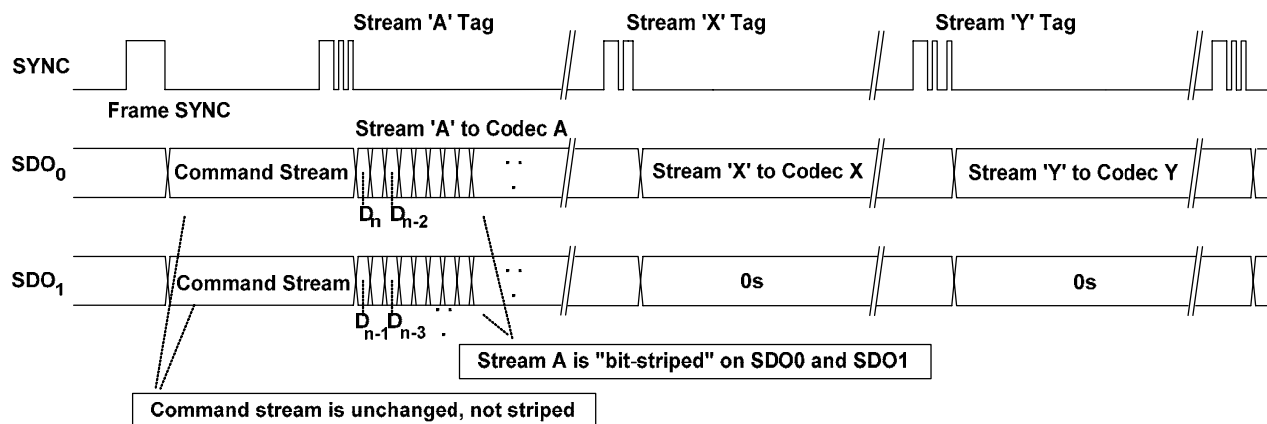 Stream 'A' Tag
Stream 'X' Tag
Stream 'Y' Tag
SYNC
Frame SYNC
Stream 'A' to Codec A
SDO0
Command Stream
. .
.
Stream 'X' to Codec X
Stream 'Y' to Codec Y
Dn
Dn-2
SDO1
Command Stream
. .
.
0s
0s
Dn-1
Dn-3
. .
.
Stream A is "bit-striped" on SDO0 and SDO1
Command stream is unchanged, not striped